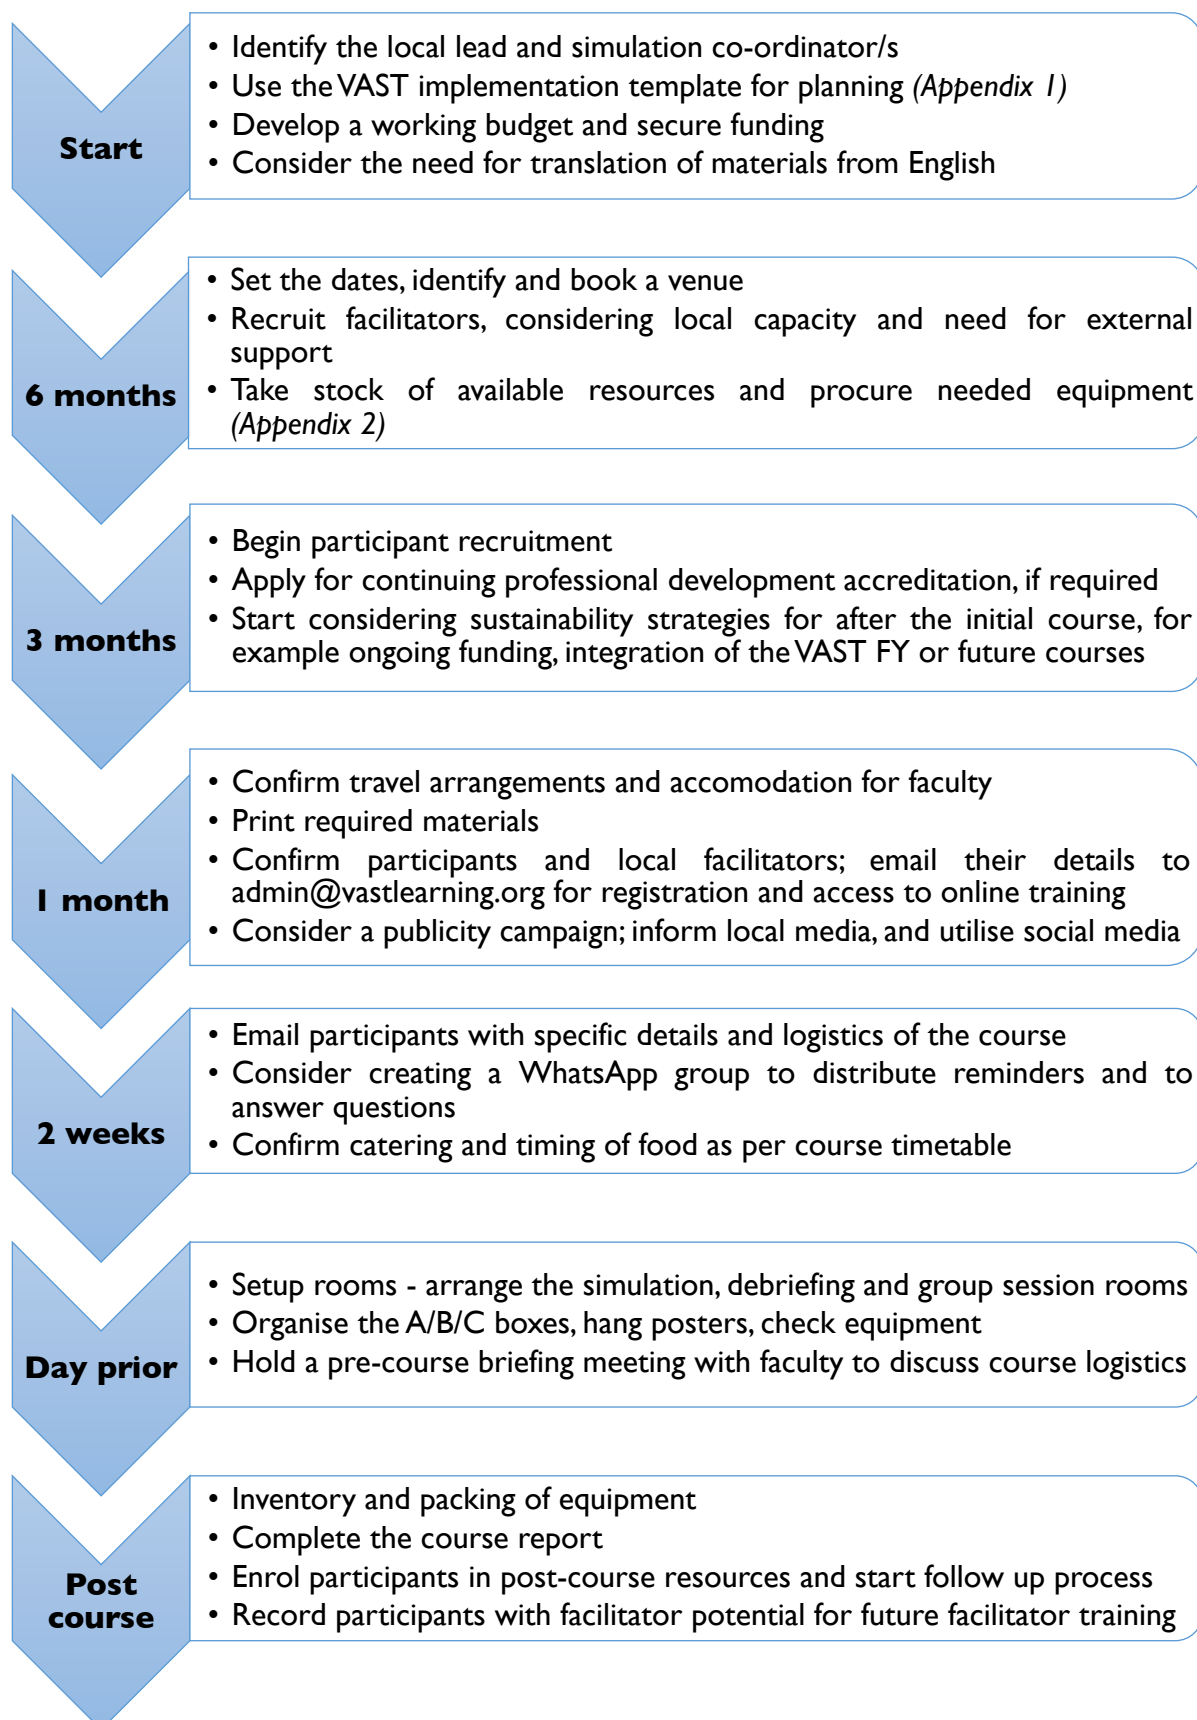 Start
• Identify the local lead and simulation co-ordinator/s
• Use the VAST implementation template for planning (Appendix 1)
• Develop a working budget and secure funding
• Consider the need for translation of materials from English
6 months
• Set the dates, identify and book a venue
• Recruit facilitators, considering local capacity and need for external
support
• Take stock of available resources and procure needed equipment
(Appendix 2)
3 months
• Begin participant recruitment
• Apply for continuing professional development accreditation, if required
• Start considering sustainability strategies for after the initial course, for
example ongoing funding, integration of the VAST FY or future courses
1 month
• Confirm travel arrangements and accomodation for faculty
• Print required materials
• Confirm participants and local facilitators; email their details to
admin@vastlearning.org for registration and access to online training
• Consider a publicity campaign; inform local media, and utilise social media
2 weeks
• Email participants with specific details and logistics of the course
• Consider creating a WhatsApp group to distribute reminders and to
answer questions
• Confirm catering and timing of food as per course timetable
Day prior
• Setup rooms - arrange the simulation, debriefing and group session rooms
• Organise the A/B/C boxes, hang posters, check equipment
• Hold a pre-course briefing meeting with faculty to discuss course logistics
Post
course
• Inventory and packing of equipment
• Complete the course report
• Enrol participants in post-course resources and start follow up process
• Record participants with facilitator potential for future facilitator training